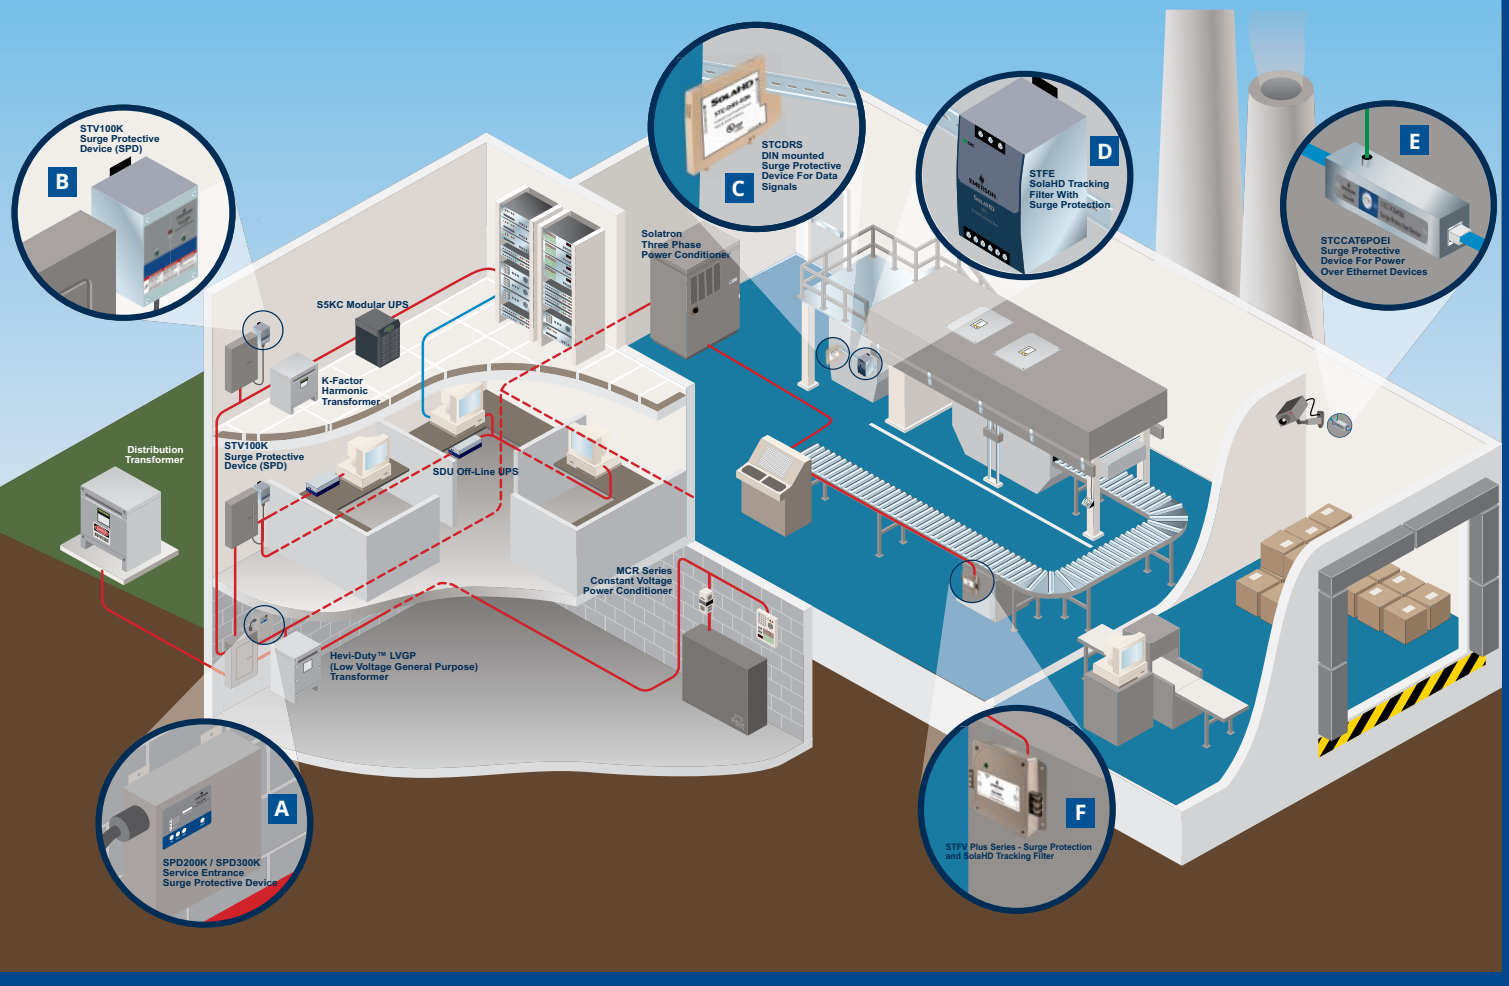 STV100K
Surge Protective
Device (SPD)
B
SOLAHD
STCDRS
DIN mounted
Surge Protective
Device For Data
Signals
C
EMERSON
SOLAHD
DC
D
STFE
SolaHD Tracking
Filter With
Surge Protection
E
STCCAT6POEI
Surge Protective
Device For Power
Over Ethernet Devices
Solatron
Three Phase
Power Conditioner
S5KC Modular UPS
K-Factor
Harmonic
Transformer
STV100K
Surge Protective
Device (SPD)
SDU Off-Line UPS
Distribution
Transformer
MCR Series
Constant Voltage
Power Conditioner
Hevi-Duty™ LVGP
(Low Voltage General Purpose)
Transformer
A
SPD200K / SPD300K
Service Entrance
Surge Protective Device
F
STFV Plus Series - Surge Protection
and SolaHD Tracking Filter